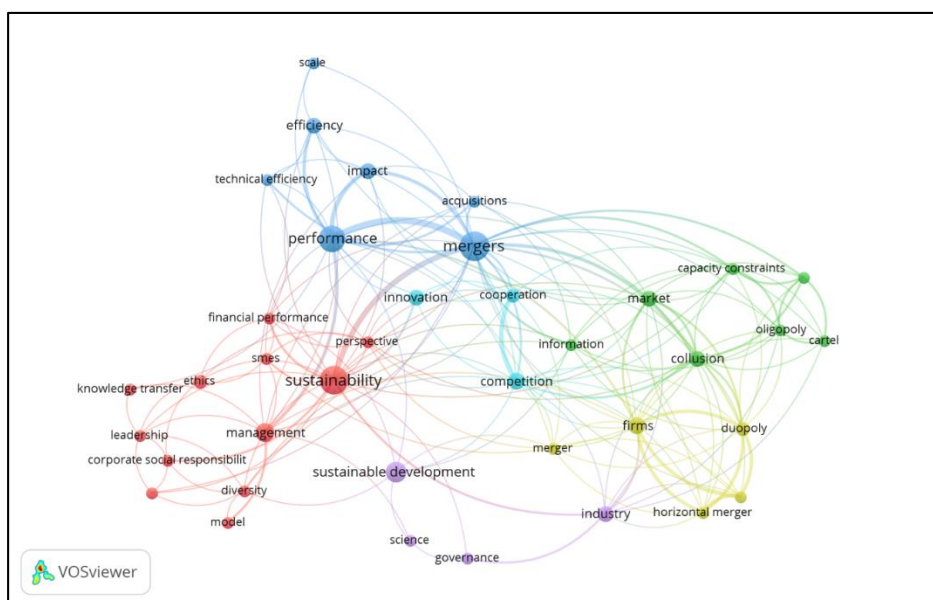 scale
efficiency
technical efficiency
impact
acquisitions
performance
mergers
capacity constraints
innovation
cooperation
market
financial performance
perspective
information
oligopoly
cartel
smes
collusion
knowledge transfer
ethics
sustainability
competition
leadership
management
firms
duopoly
merger
corporate social responsibilit
sustainable development
diversity
model
industry
horizontal merger
science
governance
VOSviewer